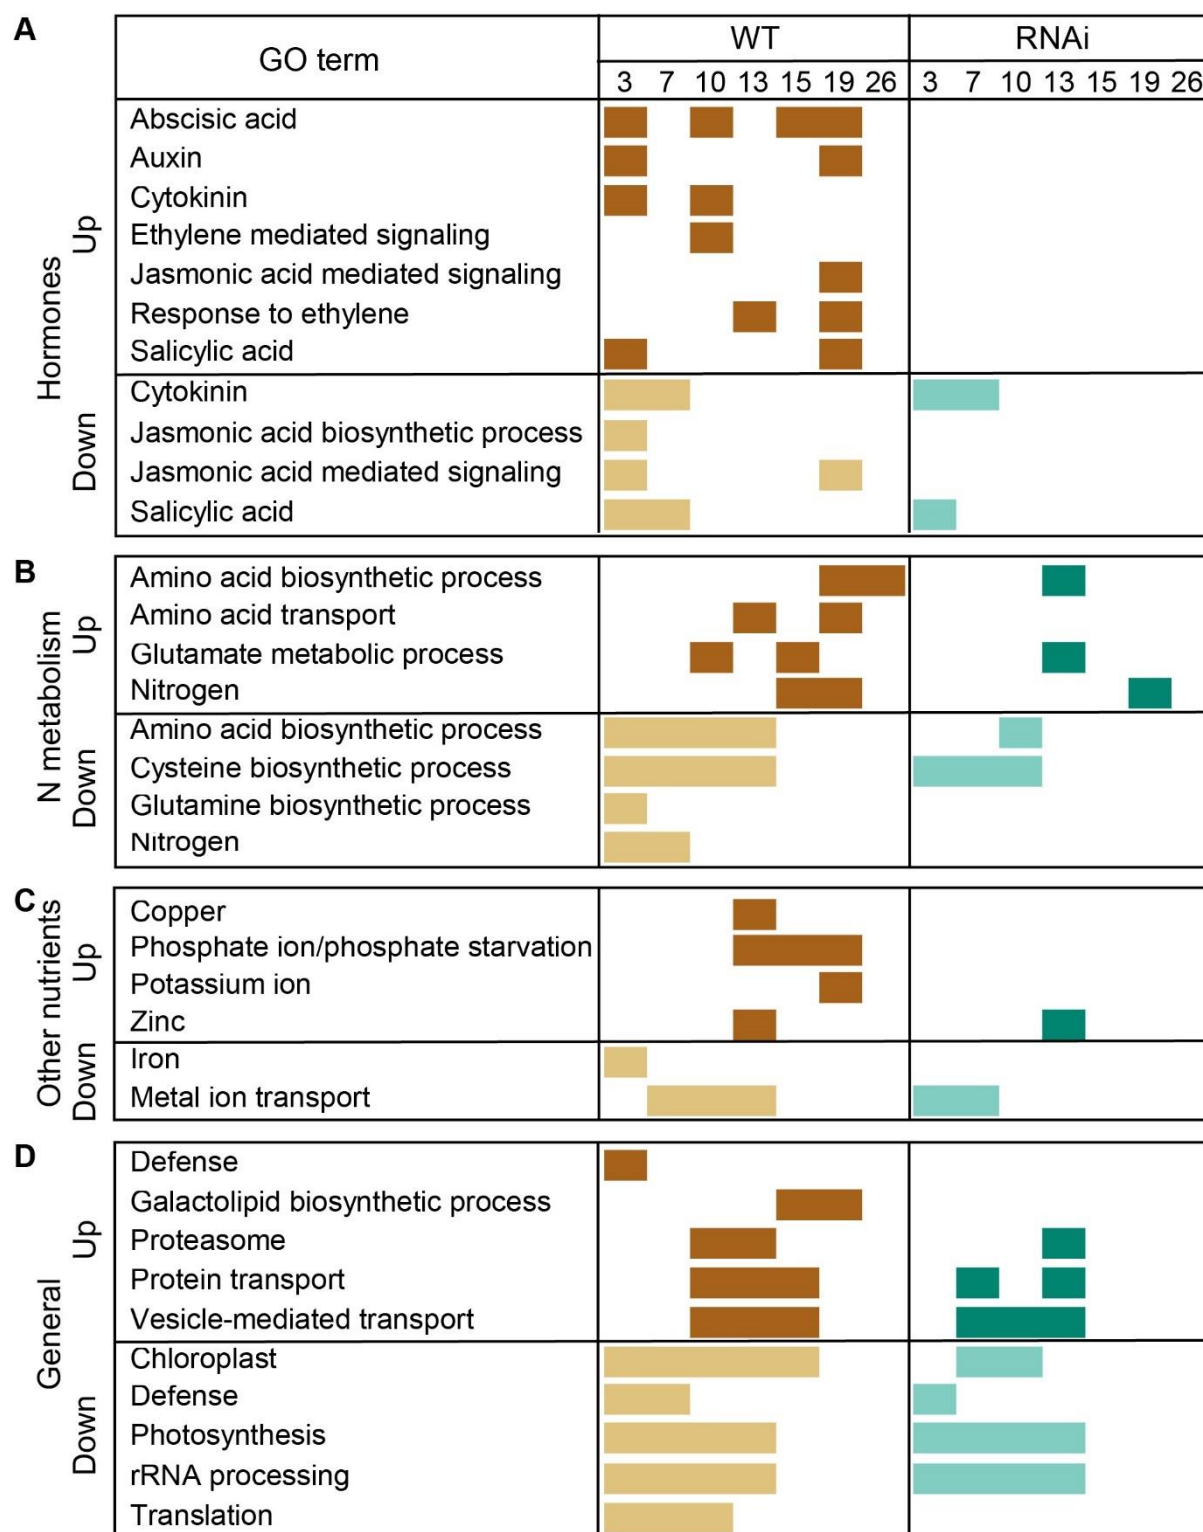 A
GO term
WT
RNAi
3 7 10 13 15 19 26
3 7 10 13 15 19 26
Hormones
Up
Abscisic acid
Auxin
Cytokinin
Ethylene mediated signaling
Jasmonic acid mediated signaling
Response to ethylene
Salicylic acid
Down
Cytokinin
Jasmonic acid biosynthetic process
Jasmonic acid mediated signaling
Salicylic acid
B
N metabolism
Up
Amino acid biosynthetic process
Amino acid transport
Glutamate metabolic process
Nitrogen
Down
Amino acid biosynthetic process
Cysteine biosynthetic process
Glutamine biosynthetic process
Nitrogen
C
Other nutrients
Up
Copper
Phosphate ion/phosphate starvation
Potassium ion
Zinc
Down
Iron
Metal ion transport
D
General
Up
Defense
Galactolipid biosynthetic process
Proteasome
Protein transport
Vesicle-mediated transport
Down
Chloroplast
Defense
Photosynthesis
rRNA processing
Translation